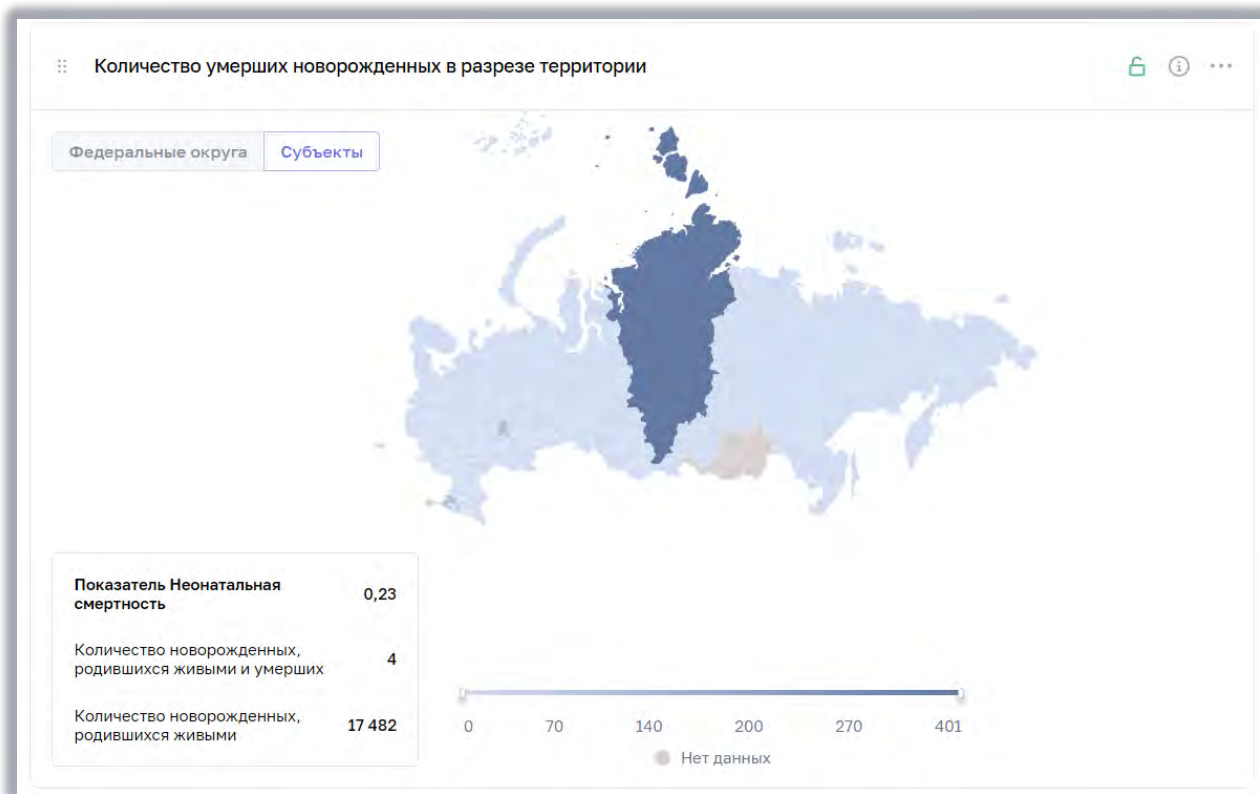 Количество умерших новорожденных в разрезе территории
Федеральные округа
Субъекты
Показатель Неонатальная
смертность
0,23
Количество новорожденных,
родившихся живыми и умерших
4
Количество новорожденных,
родившихся живыми
17 482
0 70 140 200 270 401
Нет данных